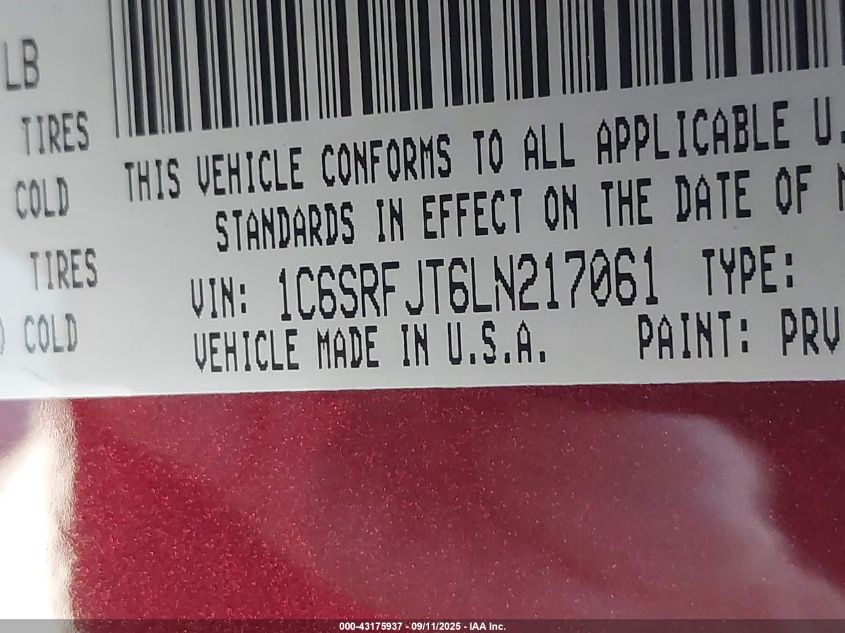 LB
TIRES
COLD
TIRES
COLD
THIS VEHICLE CONFORMS TO ALL APPLICABLE U.
STANDARDS IN EFFECT ON THE DATE OF
VIN: 1C6SRFJT6LN217061 TYPE:
VEHICLE MADE IN U.S.A. PAINT: PRV
000-43175937 - 09/11/2025 - IAA Inc.